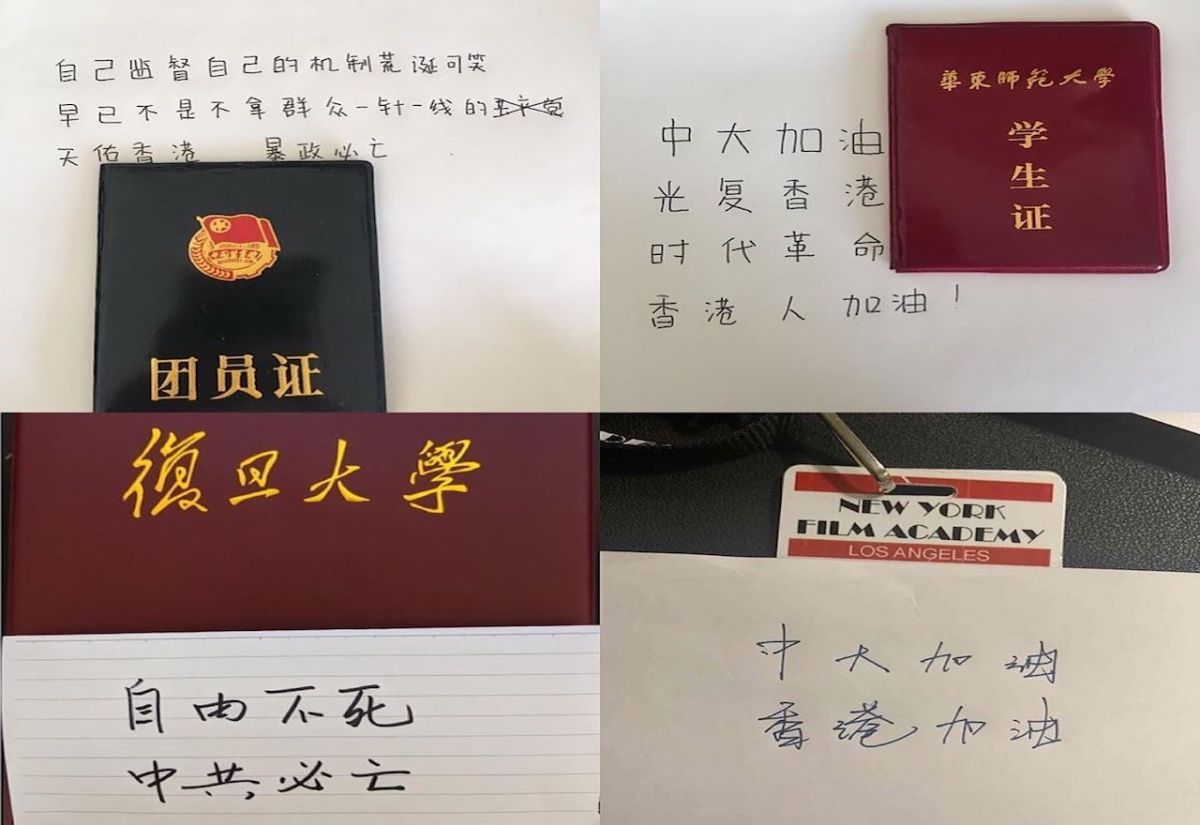 自己监督自己的机制荒诞可笑
早已不是不拿群众一针一线的党
天佑香港 暴政必亡
团员证
華東師範大學
学生证
中大加油
光复香港
时代革命
香港人加油!
復旦大學
自由不死
中共必亡
NEW YORK
FILM ACADEMY
LOS ANGELES
中大加油
香港加油